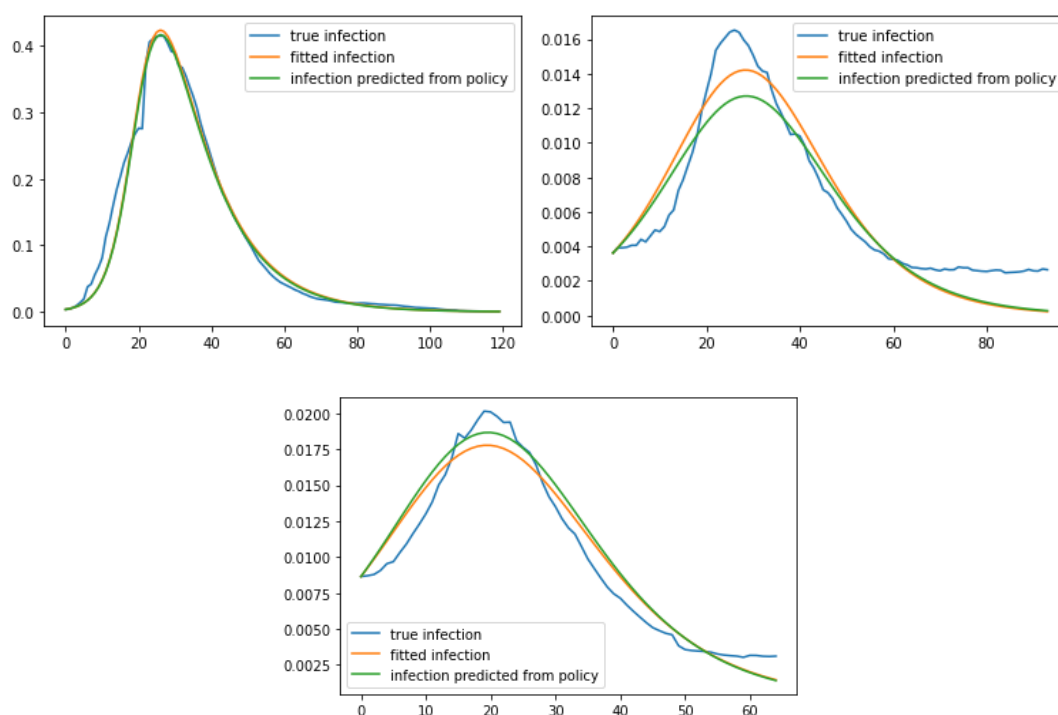 true infection
fitted infection
infection predicted from policy
0.4
0.3
0.2
0.1
0.0
0 20 40 60 80 100 120
true infection
fitted infection
infection predicted from policy
0.016
0.014
0.012
0.010
0.008
0.006
0.004
0.002
0.000
0 20 40 60 80
0.0200
0.0175
0.0150
0.0125
0.0100
0.0075
0.0050
0.0025
true infection
fitted infection
infection predicted from policy
0 10 20 30 40 50 60